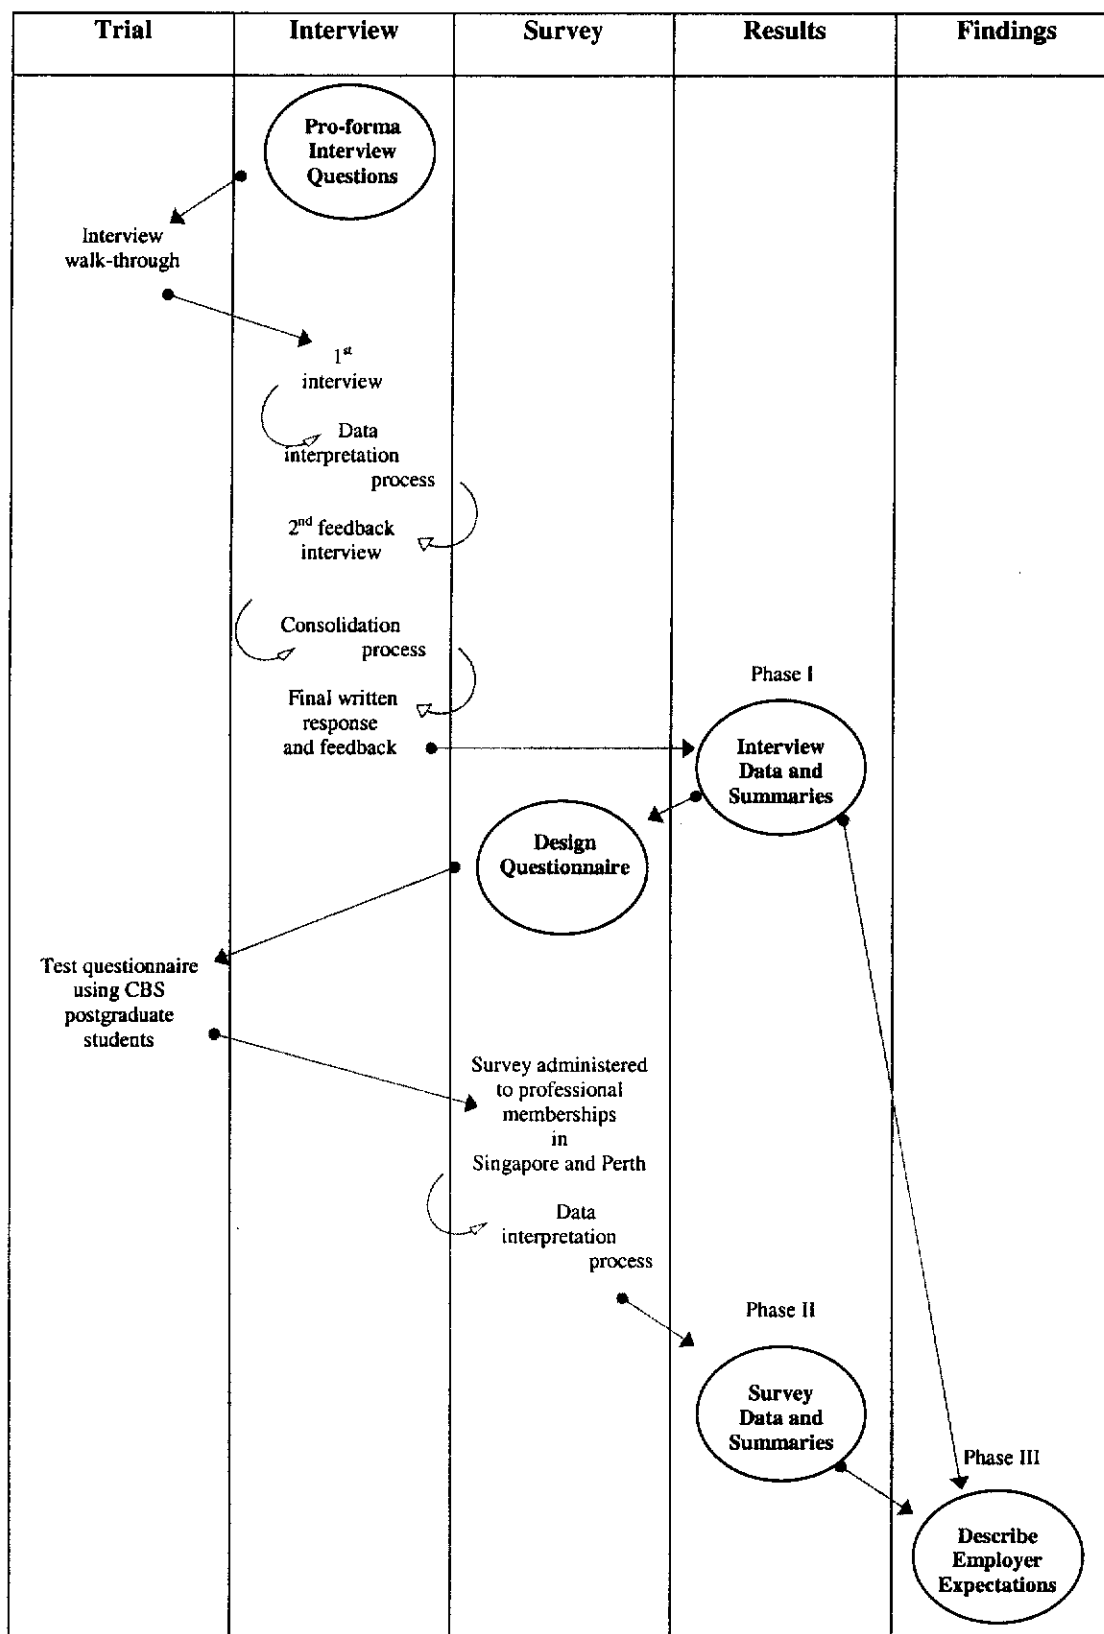 Trial Interview Survey Results Findings
Pro-forma
Interview
Questions
Interview
walk-through
1st
interview
Data
interpretation
process
2nd feedback
interview
Consolidation
process
Final written
response
and feedback
Phase I
Interview
Data and
Summaries
Design
Questionnaire
Test questionnaire
using CBS
postgraduate
students
Survey administered
to professional
memberships
in
Singapore and Perth
Data
interpretation
process
Phase II
Survey
Data and
Summaries
Phase III
Describe
Employer
Expectations